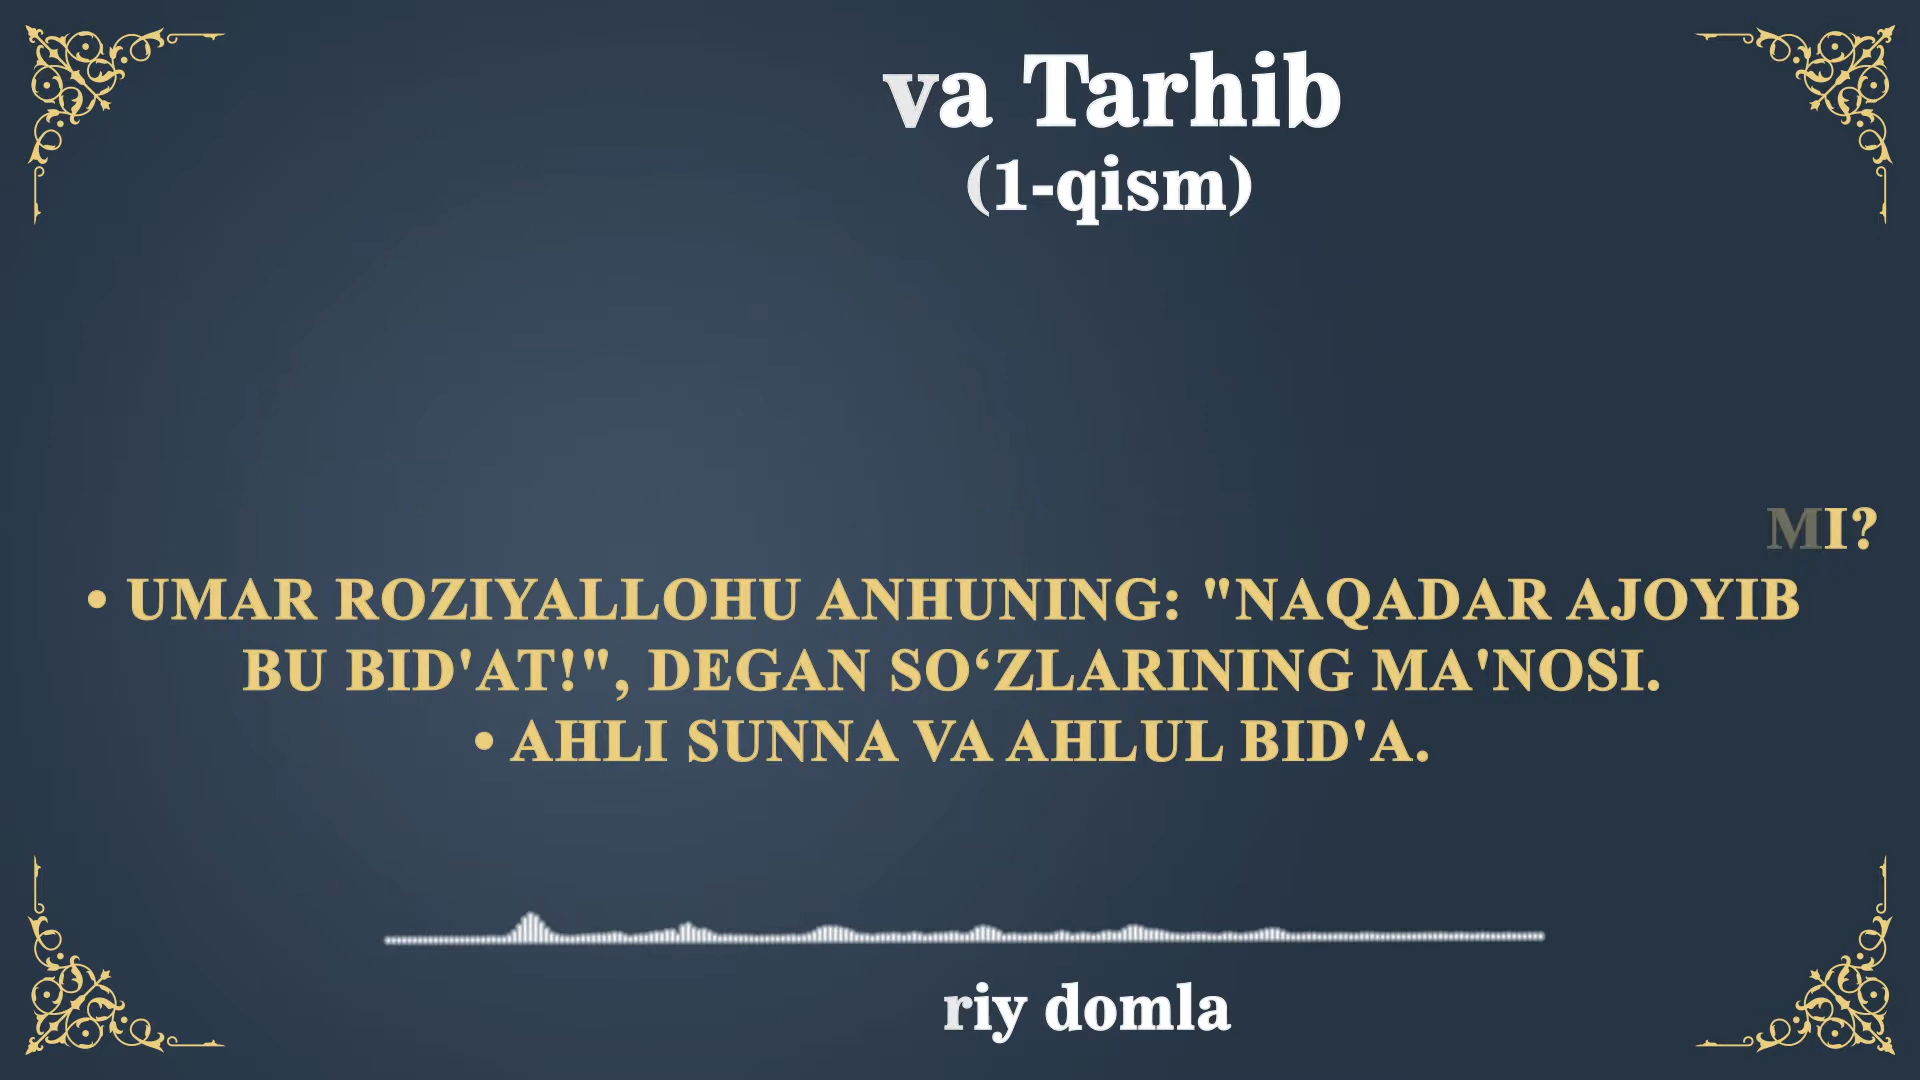 va Tarhib
(1-qism)
MI?
• UMAR ROZIYALLOHU ANHUNING: "NAQADAR AJOYIB
BU BID'AT!", DEGAN SO‘ZLARINING MA'NOSI.
• AHLI SUNNA VA AHLUL BID'A.
riy domla